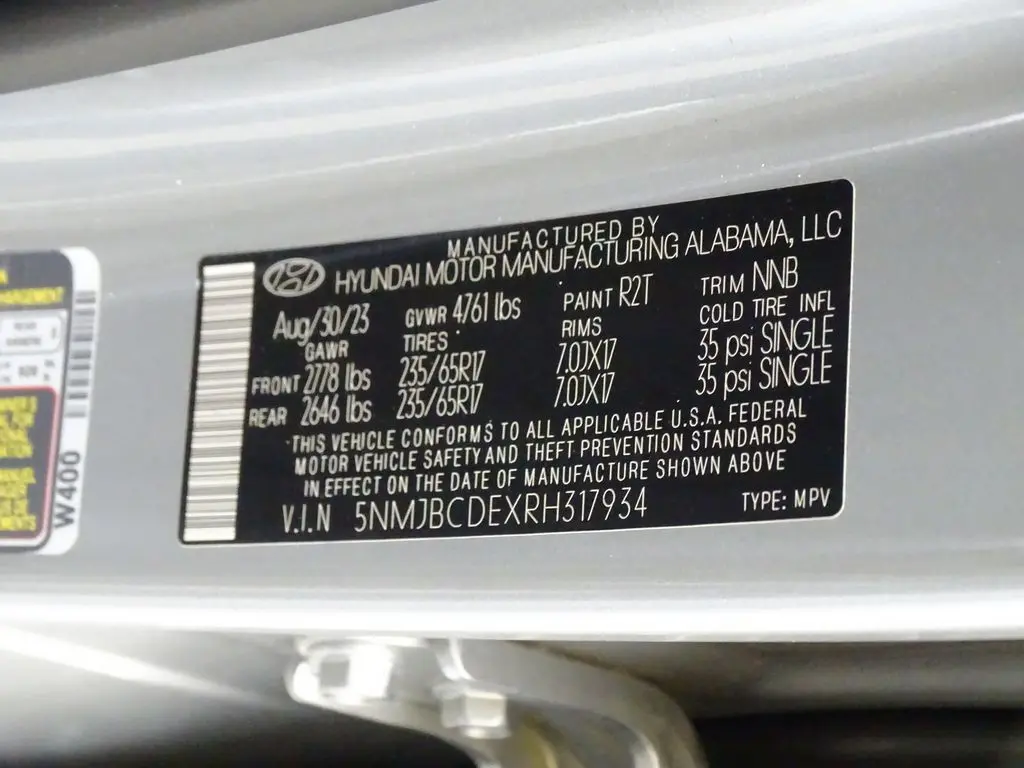 MANUFACTURED BY
HYUNDAI MOTOR MANUFACTURING ALABAMA, LLC
Aug/30/23 GVWR 4761 lbs PAINT R2T TRIM NNB
GAWR TIRES RIMS COLD TIRE INFL
FRONT 2778 lbs 235/65R17 7.0JX17 35 psi SINGLE
REAR 2646 lbs 235/65R17 7.0JX17 35 psi SINGLE
THIS VEHICLE CONFORMS TO ALL APPLICABLE U.S.A. FEDERAL
MOTOR VEHICLE SAFETY AND THEFT PREVENTION STANDARDS
IN EFFECT ON THE DATE OF MANUFACTURE SHOWN ABOVE
V.I.N 5NMJBCDEXRH317934 TYPE: MPV
W400